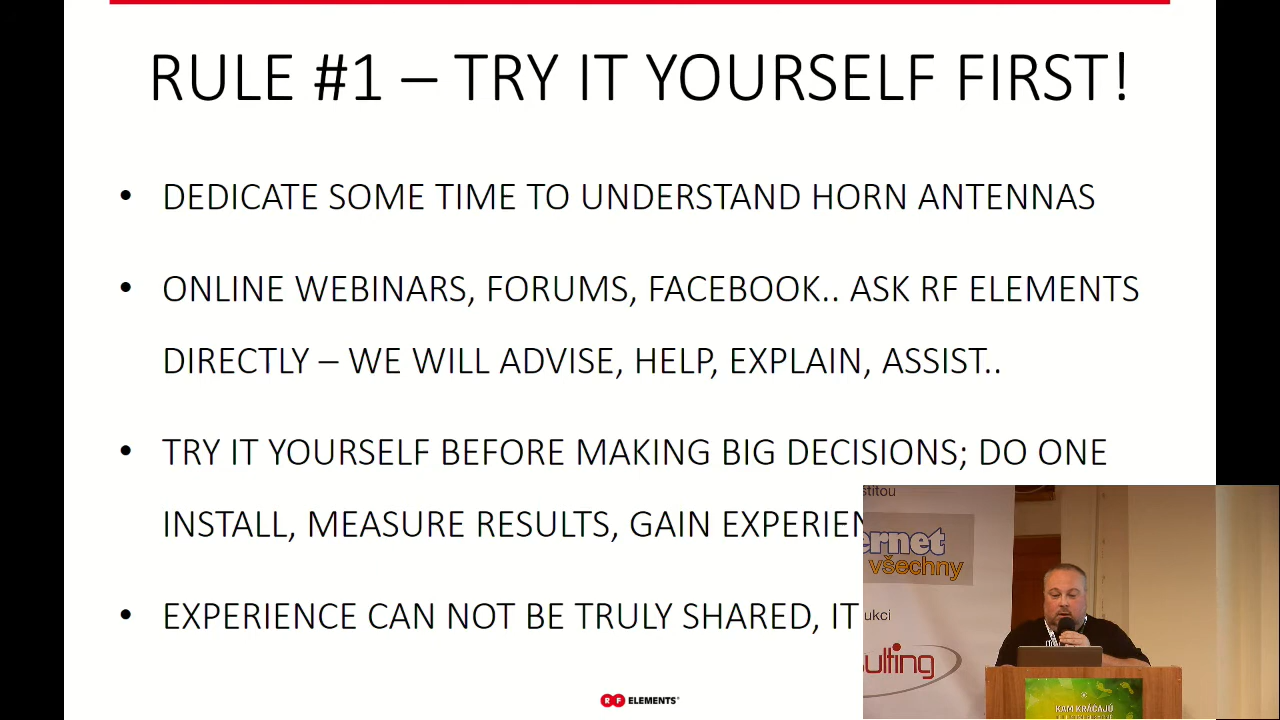 RULE #1 – TRY IT YOURSELF FIRST!
• DEDICATE SOME TIME TO UNDERSTAND HORN ANTENNAS
• ONLINE WEBINARS, FORUMS, FACEBOOK.. ASK RF ELEMENTS
DIRECTLY – WE WILL ADVISE, HELP, EXPLAIN, ASSIST..
• TRY IT YOURSELF BEFORE MAKING BIG DECISIONS; DO ONE
INSTALL, MEASURE RESULTS, GAIN EXPERIEN
• EXPERIENCE CAN NOT BE TRULY SHARED, IT
RF ELEMENTS
stitou
ernet
všechny
ukci
ulting
KAM KRÁČAJÚ